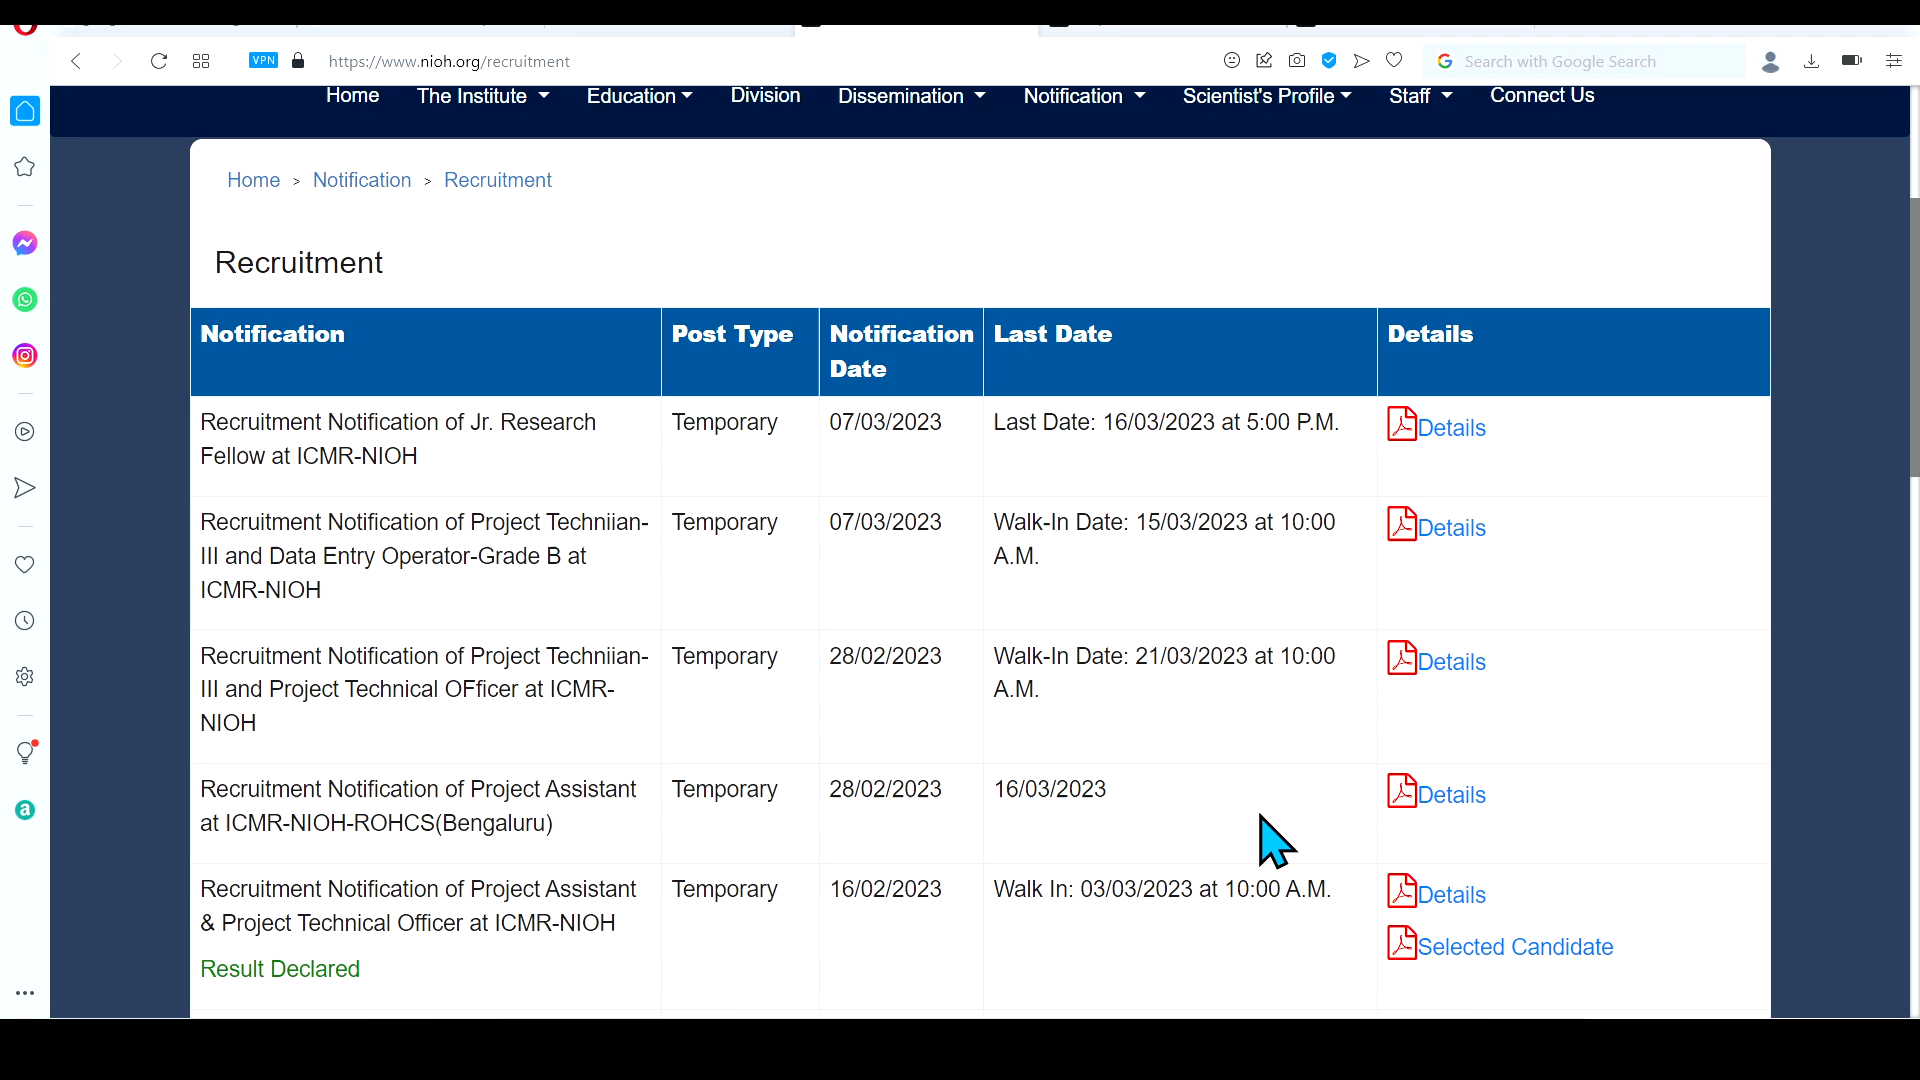 VPN
https://www.nioh.org/recruitment
Search with Google Search
Home The Institute Education Division Dissemination Notification Scientist's Profile Staff Connect Us
Home > Notification > Recruitment
Recruitment
Notification Post Type Notification Date Last Date Details
Recruitment Notification of Jr. Research Temporary 07/03/2023 Last Date: 16/03/2023 at 5:00 P.M. Details
Fellow at ICMR-NIOH
Recruitment Notification of Project Techniian- Temporary 07/03/2023 Walk-In Date: 15/03/2023 at 10:00 Details
III and Data Entry Operator-Grade B at A.M.
ICMR-NIOH
Recruitment Notification of Project Techniian- Temporary 28/02/2023 Walk-In Date: 21/03/2023 at 10:00 Details
III and Project Technical OFficer at ICMR- A.M.
NIOH
Recruitment Notification of Project Assistant Temporary 28/02/2023 16/03/2023 Details
at ICMR-NIOH-ROHCS(Bengaluru)
Recruitment Notification of Project Assistant Temporary 16/02/2023 Walk In: 03/03/2023 at 10:00 A.M. Details
& Project Technical Officer at ICMR-NIOH Selected Candidate
Result Declared